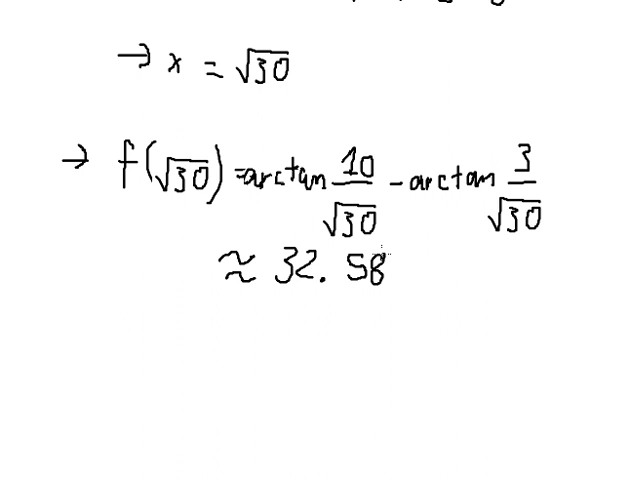 → x = √30
→ f(√30) = arctan 10/√30 - arctan 3/√30
≈ 32.58